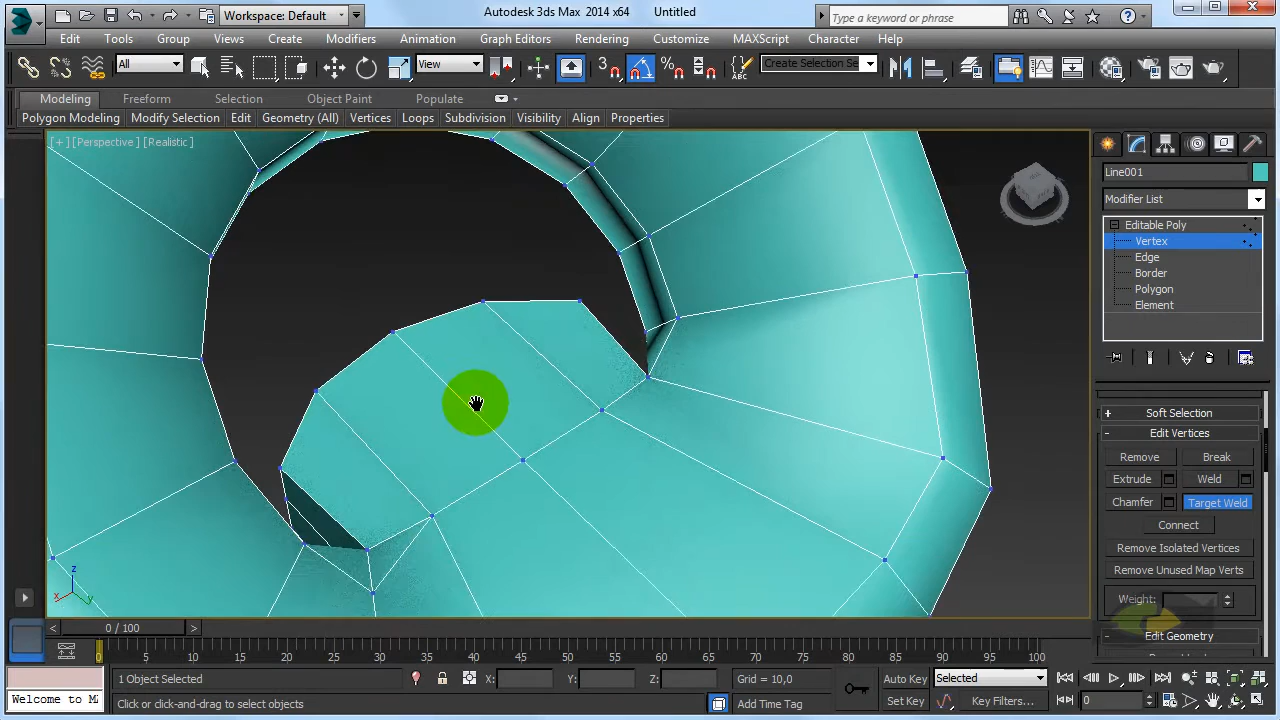 Workspace: Default
Autodesk 3ds Max 2014 x64 Untitled
Type a keyword or phrase
Edit Tools Group Views Create Modifiers Animation Graph Editors Rendering Customize MAXScript Character Help
All View 3 Create Selection Se
Modeling Freeform Selection Object Paint Populate
Polygon Modeling Modify Selection Edit Geometry (All) Vertices Loops Subdivision Visibility Align Properties
[ + ] [Perspective ] [Realistic ]
Line001
Modifier List
Editable Poly
Vertex
Edge
Border
Polygon
Element
+ Soft Selection
- Edit Vertices
Remove Break
Extrude Weld
Chamfer Target Weld
Connect
Remove Isolated Vertices
Remove Unused Map Verts
Weight:
- Edit Geometry
z
x y
< 0 / 100 >
0 5 10 15 20 25 30 35 40 45 50 55 60 65 70 75 80 85 90 95 100
1 Object Selected X: Y: Z: Grid = 10,0 Auto Key Selected
Welcome to M
Click or click-and-drag to select objects Add Time Tag Set Key Key Filters... 0